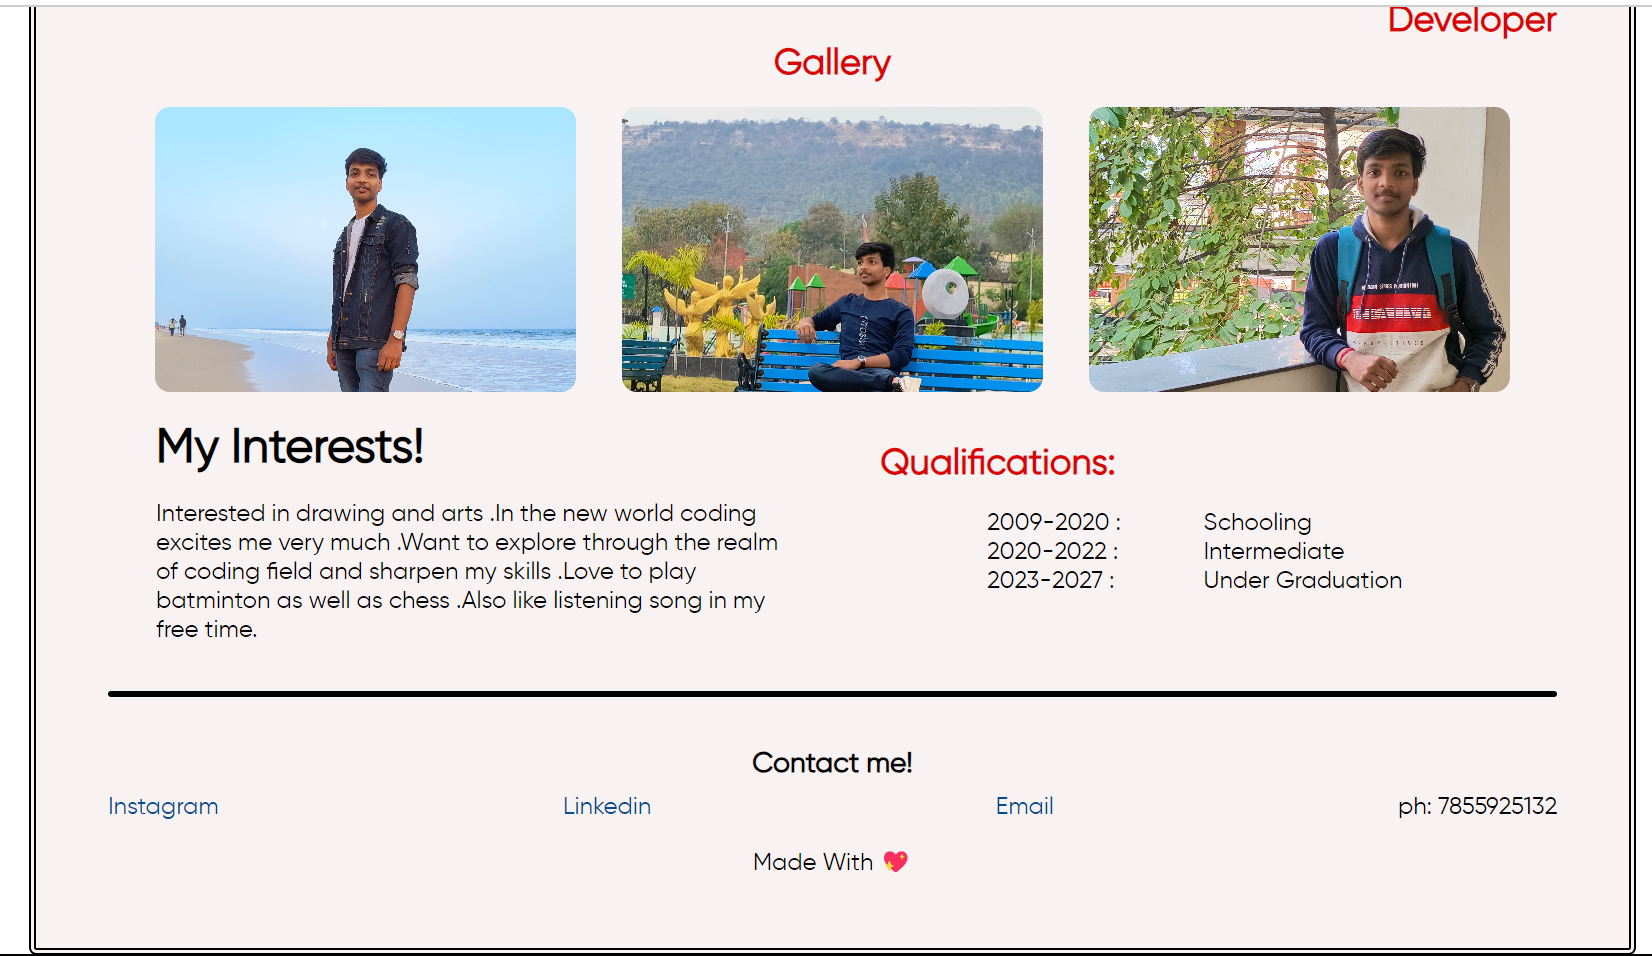 Developer
Gallery
My Interests!
Interested in drawing and arts .In the new world coding
excites me very much .Want to explore through the realm
of coding field and sharpen my skills .Love to play
batminton as well as chess .Also like listening song in my
free time.
Qualifications:
2009-2020 : Schooling
2020-2022 : Intermediate
2023-2027 : Under Graduation
Contact me!
Instagram Linkedin Email ph: 7855925132
Made With 💖